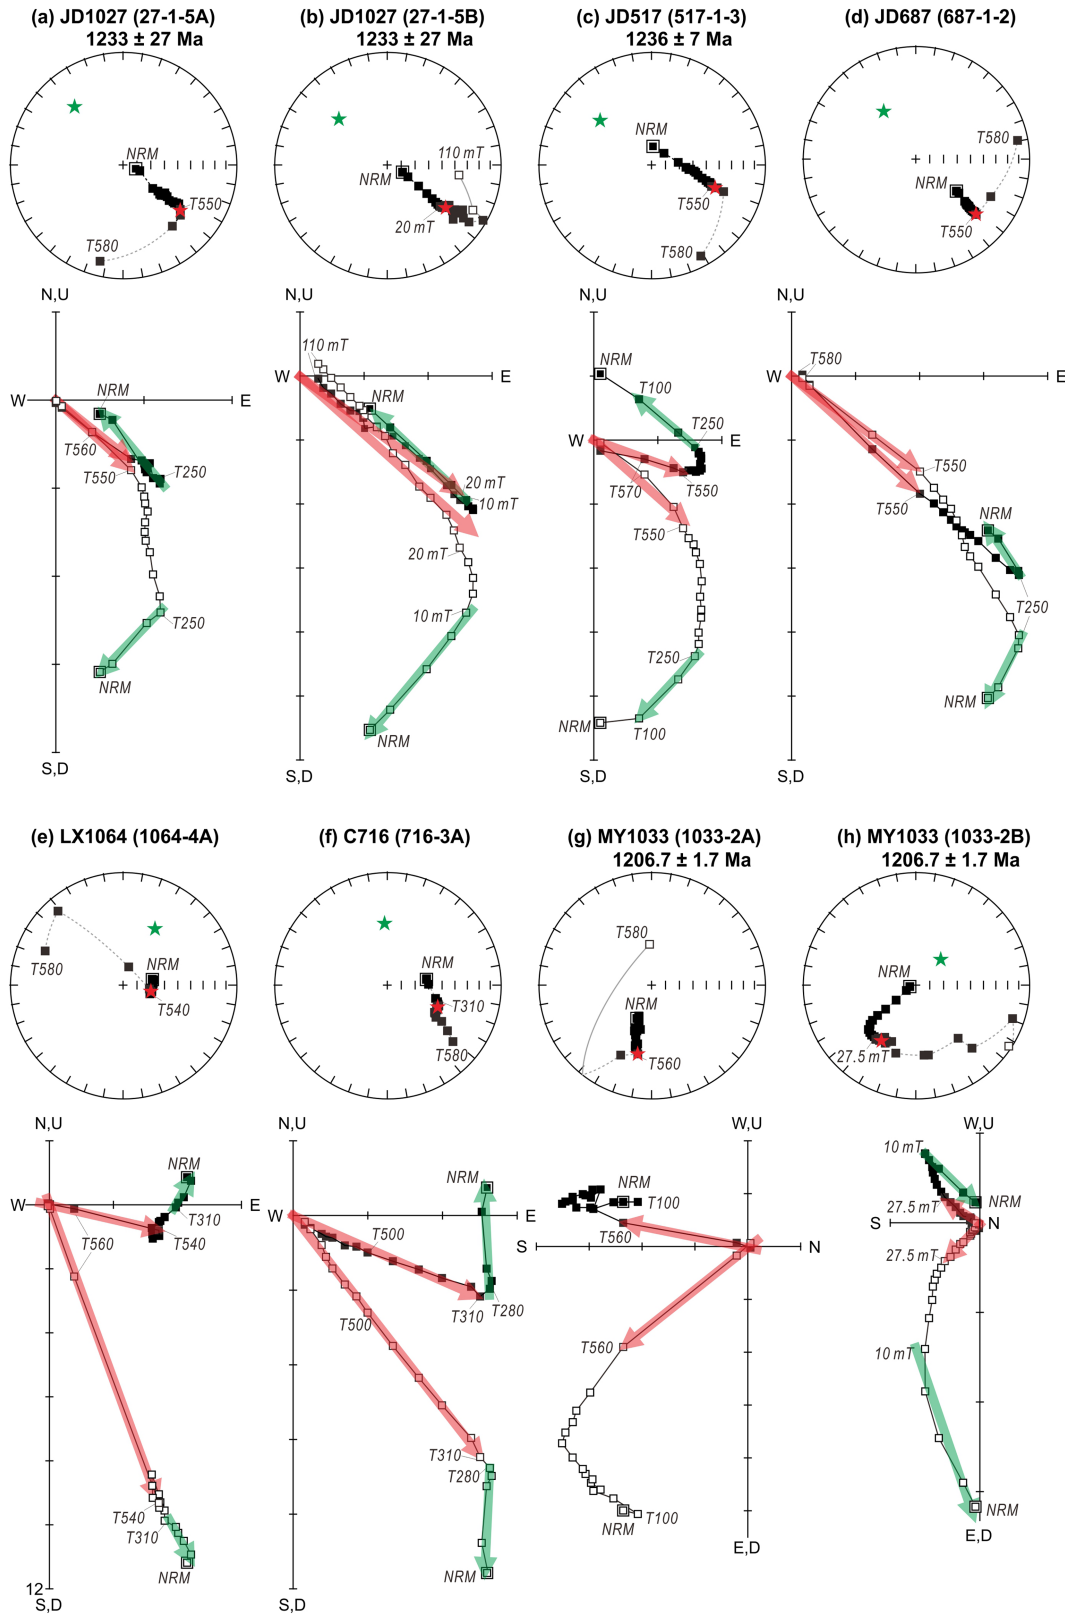 (a) JD1027 (27-1-5A)
1233 ± 27 Ma
NRM
T550
T580
N,U
W
E
NRM
T560
T550
T250
T250
NRM
S,D
(b) JD1027 (27-1-5B)
1233 ± 27 Ma
110 mT
NRM
20 mT
N,U
110 mT
W
E
NRM
20 mT
10 mT
20 mT
10 mT
NRM
S,D
(c) JD517 (517-1-3)
1236 ± 7 Ma
NRM
T550
T580
N,U
NRM
T100
T250
W
E
T570
T550
T550
T250
NRM
T100
S,D
(d) JD687 (687-1-2)
T580
NRM
T550
N,U
T580
W
E
T550
T550
NRM
T250
NRM
S,D
(e) LX1064 (1064-4A)
NRM
T580
T540
N,U
NRM
W
E
T310
T560
T540
T540
T310
NRM
12
S,D
(f) C716 (716-3A)
NRM
T310
T580
N,U
NRM
W
E
T500
T310
T280
T500
T310
T280
NRM
S,D
(g) MY1033 (1033-2A)
1206.7 ± 1.7 Ma
T580
NRM
T560
W,U
NRM
T100
T560
S
N
T560
T100
NRM
E,D
(h) MY1033 (1033-2B)
1206.7 ± 1.7 Ma
NRM
27.5 mT
W,U
10 mT
NRM
27.5 mT
S
N
27.5 mT
10 mT
NRM
E,D